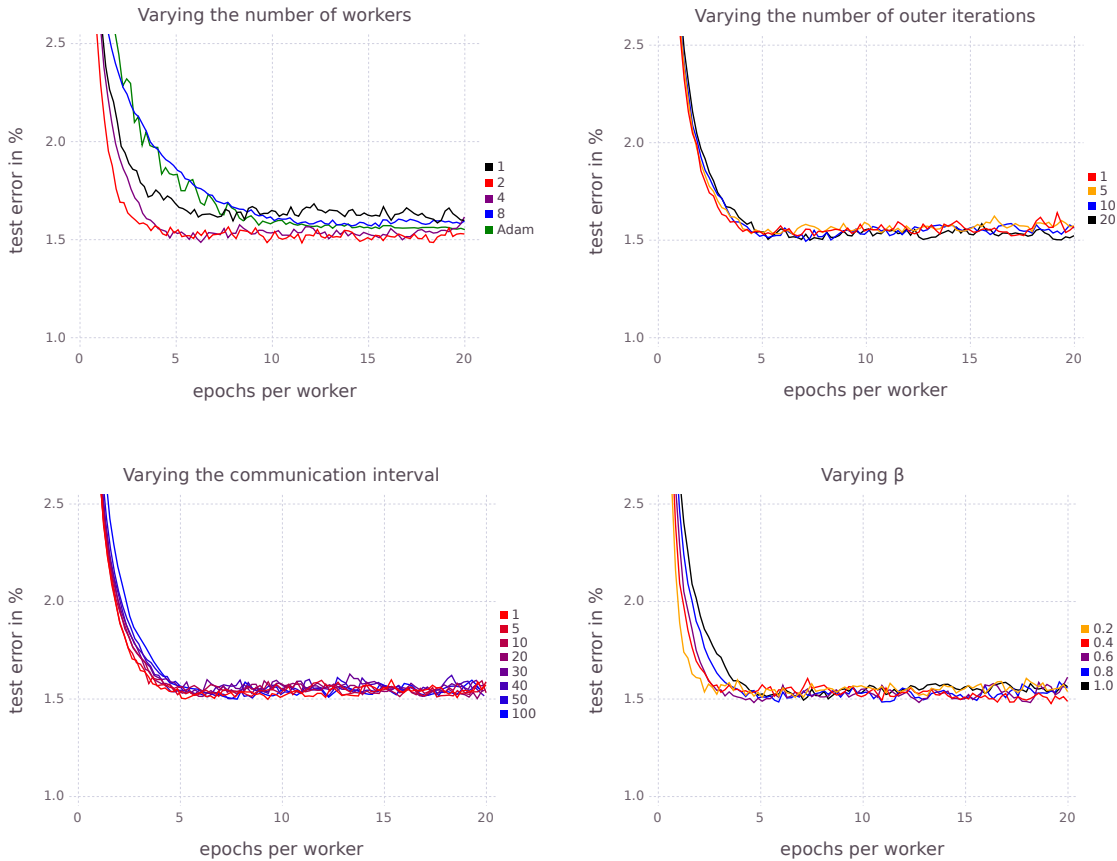 Varying the number of workers
test error in %
2.5
2.0
1.5
1.0
0 5 10 15 20
epochs per worker
1
2
4
8
Adam
Varying the number of outer iterations
test error in %
2.5
2.0
1.5
1.0
0 5 10 15 20
epochs per worker
1
5
10
20
Varying the communication interval
test error in %
2.5
2.0
1.5
1.0
0 5 10 15 20
epochs per worker
1
5
10
20
30
40
50
100
Varying β
test error in %
2.5
2.0
1.5
1.0
0 5 10 15 20
epochs per worker
0.2
0.4
0.6
0.8
1.0